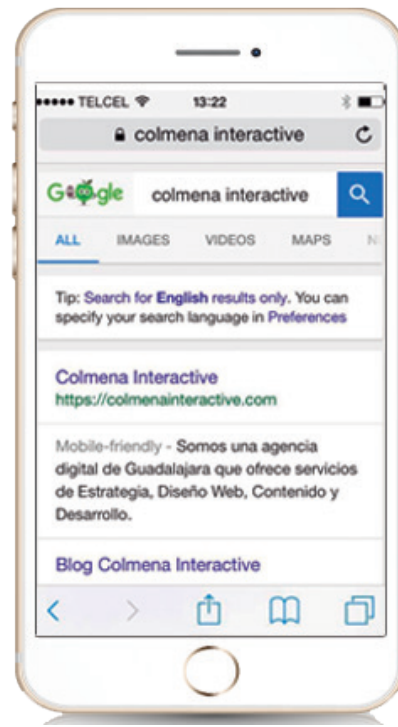 TELCEL 13:22
colmena interactive
Google colmena interactive
ALL IMAGES VIDEOS MAPS
Tip: Search for English results only. You can
specify your search language in Preferences
Colmena Interactive
https://colmenainteractive.com
Mobile-friendly - Somos una agencia
digital de Guadalajara que ofrece servicios
de Estrategia, Diseño Web, Contenido y
Desarrollo.
Blog Colmena Interactive